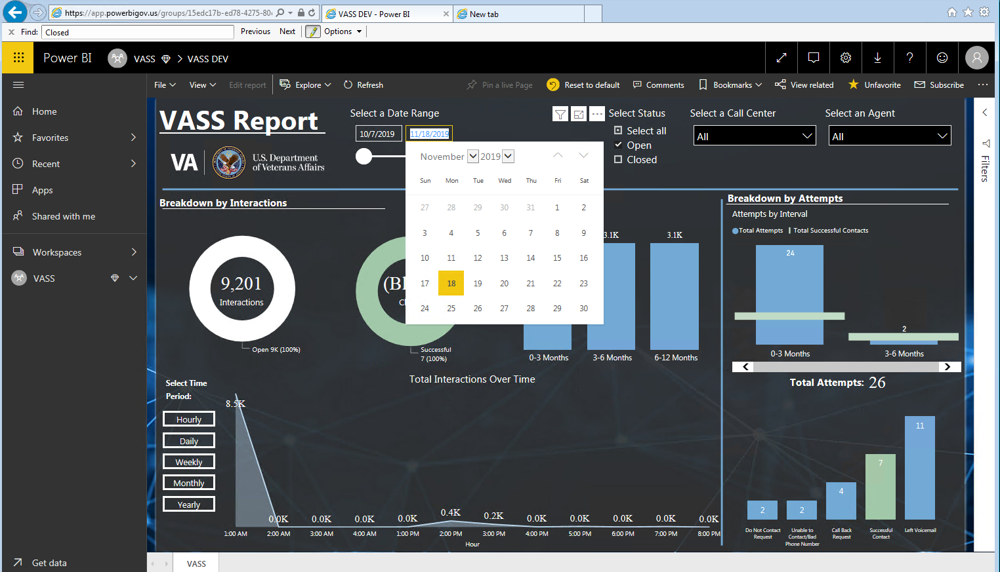 https://app.powerbigov.us/groups/15edc17b-ed78-4275-80
VASS DEV - Power BI
New tab
Find: Closed Previous Next Options
Power BI VASS VASS DEV
File View Edit report Explore Refresh Pin a live Page Reset to default Comments Bookmarks View related Unfavorite Subscribe
Home
Favorites
Recent
Apps
Shared with me
Workspaces
VASS
Get data
VASS Report
VA
U.S. Department
of Veterans Affairs
Select a Date Range
10/7/2019 11/18/2019
November 2019
Sun Mon Tue Wed Thu Fri Sat
27 28 29 30 31 1 2
3 4 5 6 7 8 9
10 11 12 13 14 15 16
17 18 19 20 21 22 23
24 25 26 27 28 29 30
Select Status
Select all
Open
Closed
Select a Call Center
All
Select an Agent
All
Filters
Breakdown by Interactions
9,201
Interactions
Open 9K (100%)
(Bl
Successful
7 (100%)
3.1K 3.1K
0-3 Months 3-6 Months 6-12 Months
Breakdown by Attempts
Attempts by Interval
Total Attempts Total Successful Contacts
24
2
0-3 Months 3-6 Months
Total Attempts: 26
Select Time
Period:
Hourly
Daily
Weekly
Monthly
Yearly
Total Interactions Over Time
8.5K
0.0K 0.0K 0.0K 0.0K 0.4K 0.2K 0.0K 0.0K 0.0K 0.0K 0.0K
1:00 AM 2:00 AM 3:00 AM 4:00 AM 1:00 PM 2:00 PM 3:00 PM 4:00 PM 5:00 PM 6:00 PM 7:00 PM 8:00 PM
Hour
2 2 4 7 11
Do Not Contact
Request
Unable to
Contact/Bad
Phone Number
Call Back
Request
Successful
Contact
Left Voicemail
VASS